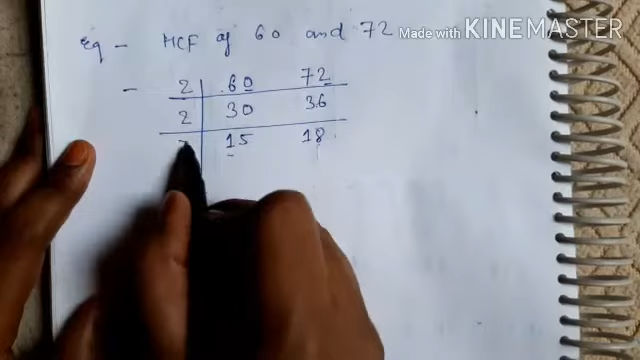 Eg - HCF of 60 and 72
Made with KINEMASTER
- 2 .60 72
2 30 36
15 18